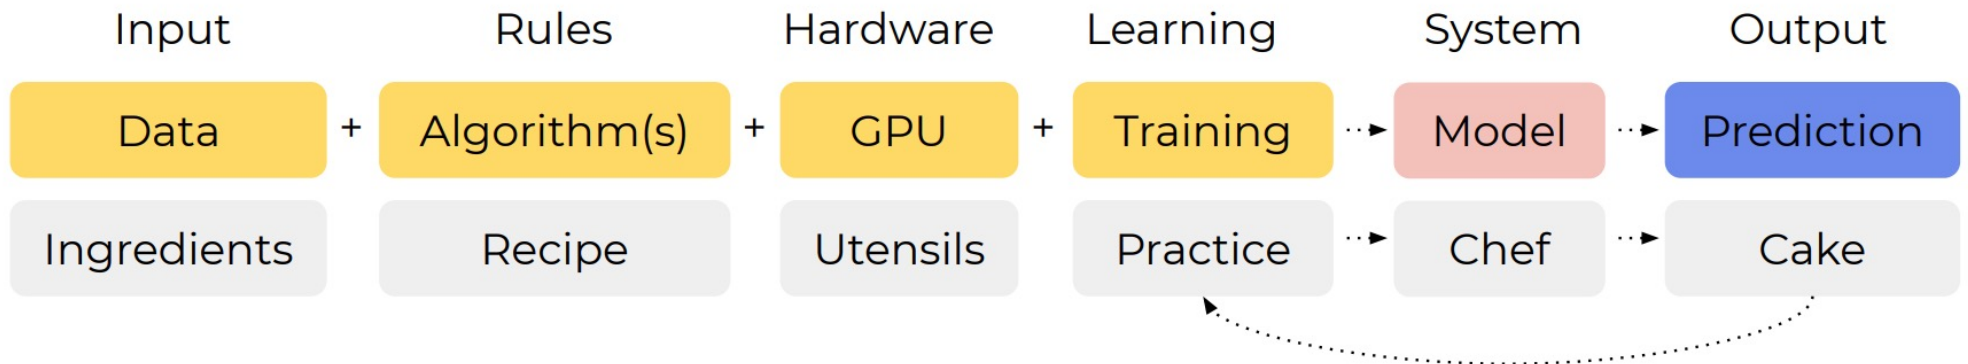 Input Rules Hardware Learning System Output
Data + Algorithm(s) + GPU + Training Model Prediction
Ingredients Recipe Utensils Practice Chef Cake